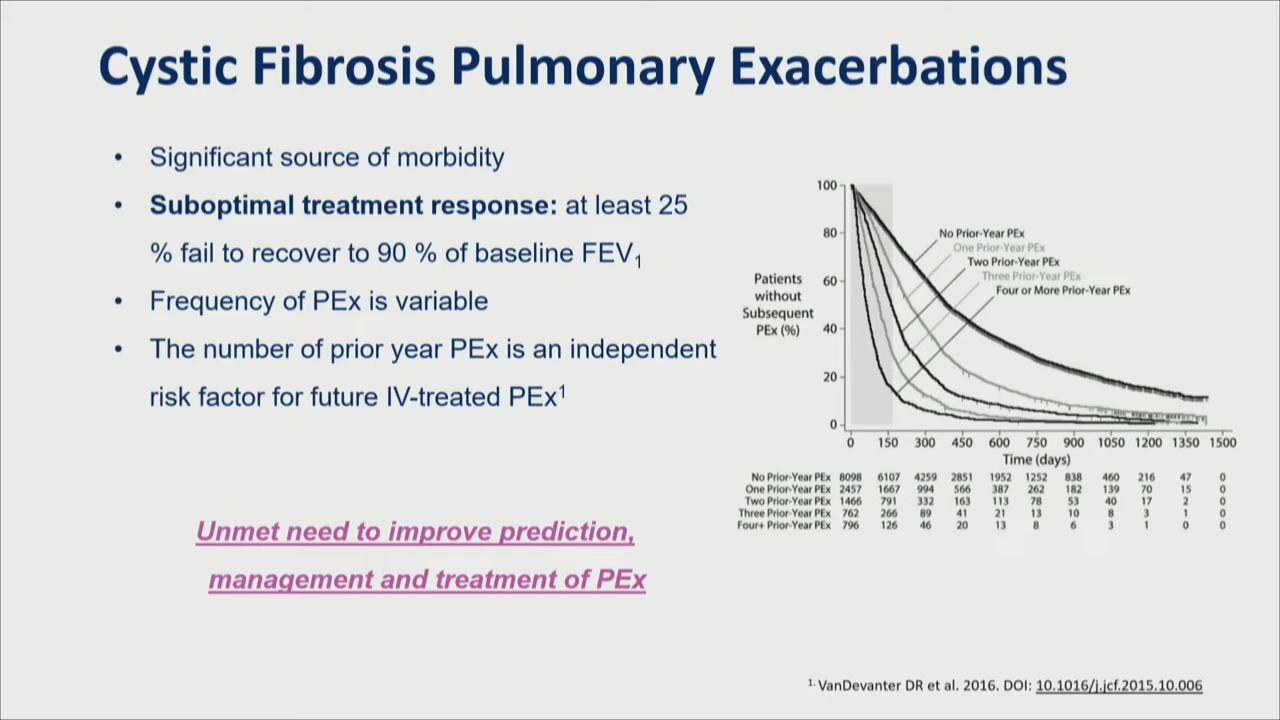 Cystic Fibrosis Pulmonary Exacerbations
• Significant source of morbidity
• Suboptimal treatment response: at least 25
% fail to recover to 90 % of baseline FEV₁
• Frequency of PEx is variable
• The number of prior year PEx is an independent
risk factor for future IV-treated PEx¹
Unmet need to improve prediction,
management and treatment of PEx
Patients
without
Subsequent
PEx (%)
100
80
60
40
20
0
No Prior-Year PEx
One Prior-Year PEx
Two Prior-Year PEx
Three Prior-Year PEx
Four or More Prior-Year PEx
0 150 300 450 600 750 900 1050 1200 1350 1500
Time (days)
No Prior-Year PEx 8098 6107 4259 2851 1952 1252 838 460 216 47 0
One Prior-Year PEx 2457 1667 994 566 387 262 182 139 70 15 0
Two Prior-Year PEx 1466 791 332 163 113 78 53 40 17 2 0
Three Prior-Year PEx 762 266 89 41 21 13 10 8 3 1 0
Four+ Prior-Year PEx 796 126 46 20 13 8 6 3 1 0 0
1. VanDevanter DR et al. 2016. DOI: 10.1016/j.jcf.2015.10.006